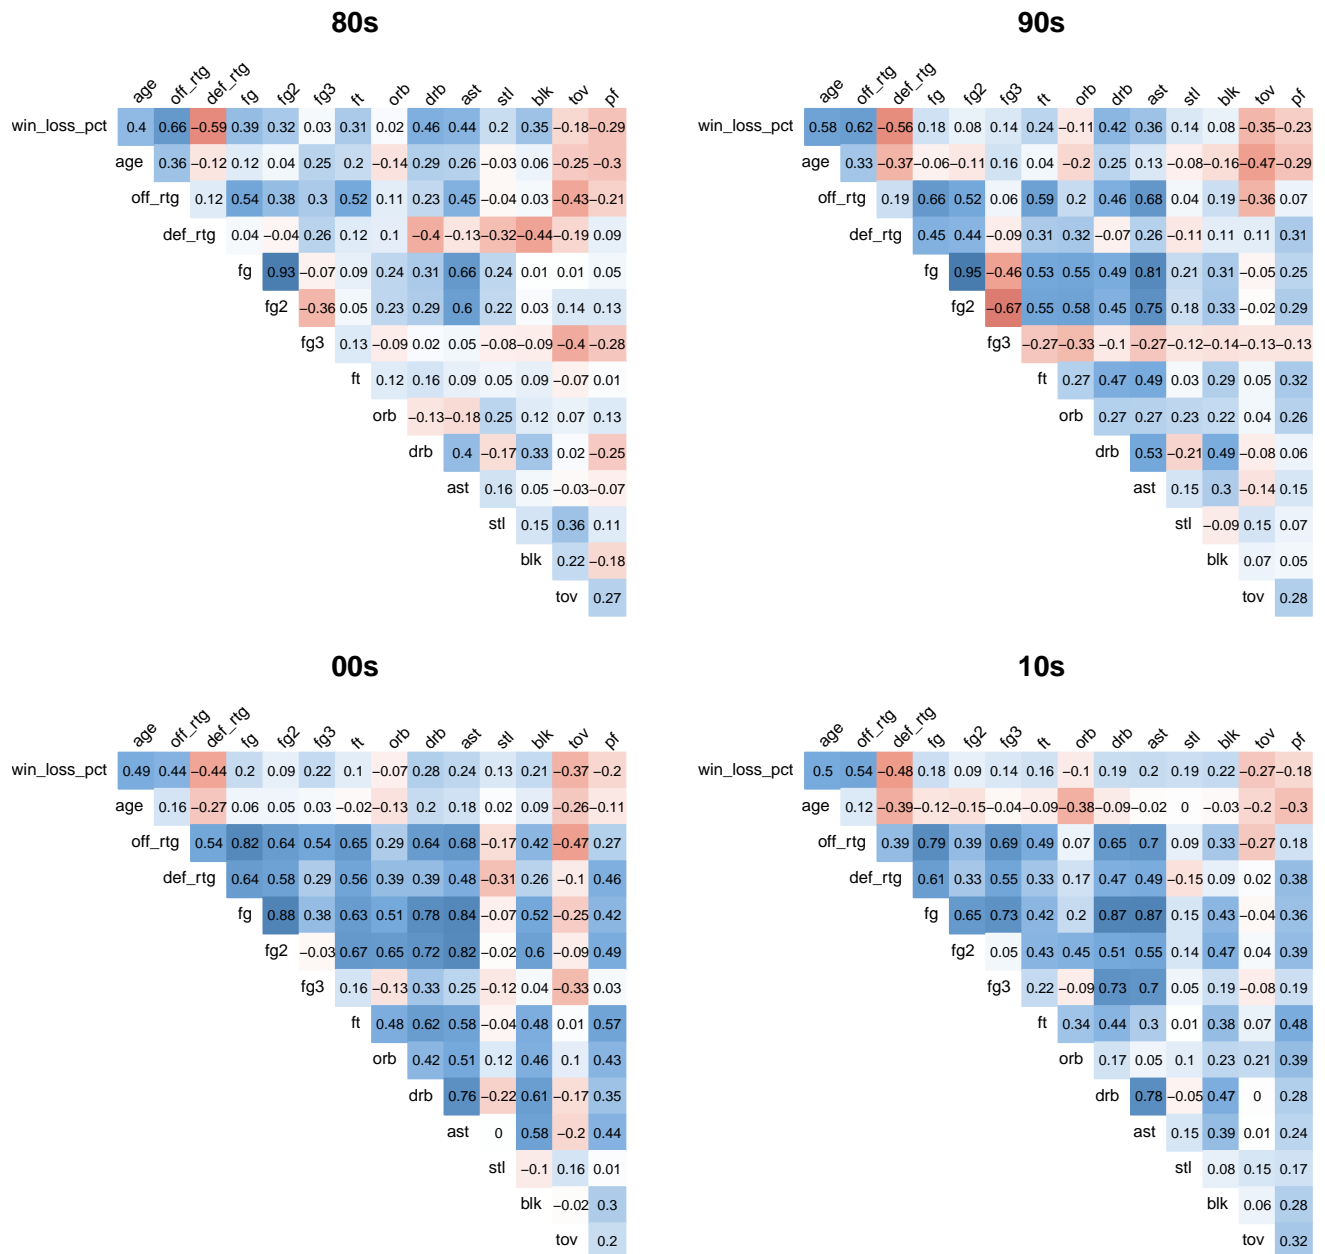 80s
age off_rtg def_rtg fg fg2 fg3 ft orb drb ast stl blk tov pf
win_loss_pct 0.4 0.66 −0.59 0.39 0.32 0.03 0.31 0.02 0.46 0.44 0.2 0.35 −0.18 −0.29
age 0.36 −0.12 0.12 0.04 0.25 0.2 −0.14 0.29 0.26 −0.03 0.06 −0.25 −0.3
off_rtg 0.12 0.54 0.38 0.3 0.52 0.11 0.23 0.45 −0.04 0.03 −0.43 −0.21
def_rtg 0.04 −0.04 0.26 0.12 0.1 −0.4 −0.13 −0.32 −0.44 −0.19 0.09
fg 0.93 −0.07 0.09 0.24 0.31 0.66 0.24 0.01 0.01 0.05
fg2 −0.36 0.05 0.23 0.29 0.6 0.22 0.03 0.14 0.13
fg3 0.13 −0.09 0.02 0.05 −0.08 −0.09 −0.4 −0.28
ft 0.12 0.16 0.09 0.05 0.09 −0.07 0.01
orb −0.13 −0.18 0.25 0.12 0.07 0.13
drb 0.4 −0.17 0.33 0.02 −0.25
ast 0.16 0.05 −0.03 −0.07
stl 0.15 0.36 0.11
blk 0.22 −0.18
tov 0.27
90s
age off_rtg def_rtg fg fg2 fg3 ft orb drb ast stl blk tov pf
win_loss_pct 0.58 0.62 −0.56 0.18 0.08 0.14 0.24 −0.11 0.42 0.36 0.14 0.08 −0.35 −0.23
age 0.33 −0.37 −0.06 −0.11 0.16 0.04 −0.2 0.25 0.13 −0.08 −0.16 −0.47 −0.29
off_rtg 0.19 0.66 0.52 0.06 0.59 0.2 0.46 0.68 0.04 0.19 −0.36 0.07
def_rtg 0.45 0.44 −0.09 0.31 0.32 −0.07 0.26 −0.11 0.11 0.11 0.31
fg 0.95 −0.46 0.53 0.55 0.49 0.81 0.21 0.31 −0.05 0.25
fg2 −0.67 0.55 0.58 0.45 0.75 0.18 0.33 −0.02 0.29
fg3 −0.27 −0.33 −0.1 −0.27 −0.12 −0.14 −0.13 −0.13
ft 0.27 0.47 0.49 0.03 0.29 0.05 0.32
orb 0.27 0.27 0.23 0.22 0.04 0.26
drb 0.53 −0.21 0.49 −0.08 0.06
ast 0.15 0.3 −0.14 0.15
stl −0.09 0.15 0.07
blk 0.07 0.05
tov 0.28
00s
age off_rtg def_rtg fg fg2 fg3 ft orb drb ast stl blk tov pf
win_loss_pct 0.49 0.44 −0.44 0.2 0.09 0.22 0.1 −0.07 0.28 0.24 0.13 0.21 −0.37 −0.2
age 0.16 −0.27 0.06 0.05 0.03 −0.02 −0.13 0.2 0.18 0.02 0.09 −0.26 −0.11
off_rtg 0.54 0.82 0.64 0.54 0.65 0.29 0.64 0.68 −0.17 0.42 −0.47 0.27
def_rtg 0.64 0.58 0.29 0.56 0.39 0.39 0.48 −0.31 0.26 −0.1 0.46
fg 0.88 0.38 0.63 0.51 0.78 0.84 −0.07 0.52 −0.25 0.42
fg2 −0.03 0.67 0.65 0.72 0.82 −0.02 0.6 −0.09 0.49
fg3 0.16 −0.13 0.33 0.25 −0.12 0.04 −0.33 0.03
ft 0.48 0.62 0.58 −0.04 0.48 0.01 0.57
orb 0.42 0.51 0.12 0.46 0.1 0.43
drb 0.76 −0.22 0.61 −0.17 0.35
ast 0 0.58 −0.2 0.44
stl −0.1 0.16 0.01
blk −0.02 0.3
tov 0.2
10s
age off_rtg def_rtg fg fg2 fg3 ft orb drb ast stl blk tov pf
win_loss_pct 0.5 0.54 −0.48 0.18 0.09 0.14 0.16 −0.1 0.19 0.2 0.19 0.22 −0.27 −0.18
age 0.12 −0.39 −0.12 −0.15 −0.04 −0.09 −0.38 −0.09 −0.02 0 −0.03 −0.2 −0.3
off_rtg 0.39 0.79 0.39 0.69 0.49 0.07 0.65 0.7 0.09 0.33 −0.27 0.18
def_rtg 0.61 0.33 0.55 0.33 0.17 0.47 0.49 −0.15 0.09 0.02 0.38
fg 0.65 0.73 0.42 0.2 0.87 0.87 0.15 0.43 −0.04 0.36
fg2 0.05 0.43 0.45 0.51 0.55 0.14 0.47 0.04 0.39
fg3 0.22 −0.09 0.73 0.7 0.05 0.19 −0.08 0.19
ft 0.34 0.44 0.3 0.01 0.38 0.07 0.48
orb 0.17 0.05 0.1 0.23 0.21 0.39
drb 0.78 −0.05 0.47 0 0.28
ast 0.15 0.39 0.01 0.24
stl 0.08 0.15 0.17
blk 0.06 0.28
tov 0.32